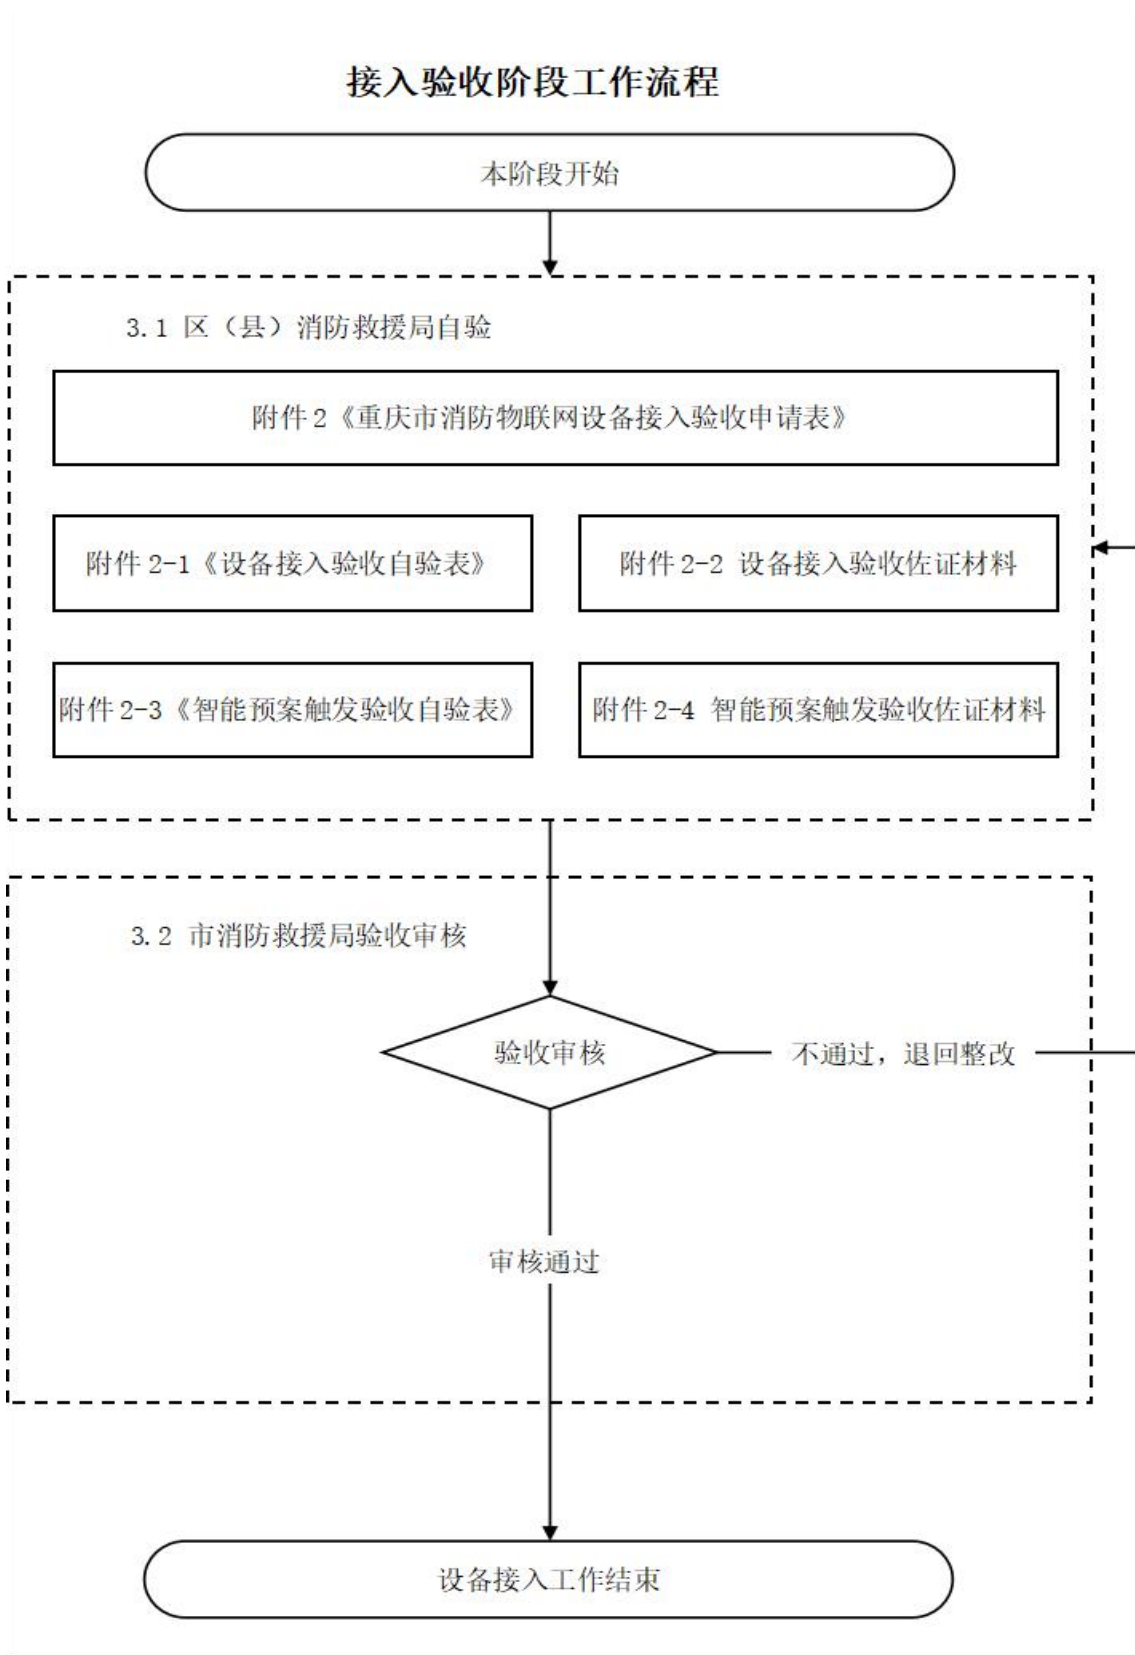 接入验收阶段工作流程
本阶段开始
3.1 区（县）消防救援局自验
附件2《重庆市消防物联网设备接入验收申请表》
附件2-1《设备接入验收自验表》
附件2-2 设备接入验收佐证材料
附件2-3《智能预案触发验收自验表》
附件2-4 智能预案触发验收佐证材料
3.2 市消防救援局验收审核
验收审核
不通过，退回整改
审核通过
设备接入工作结束